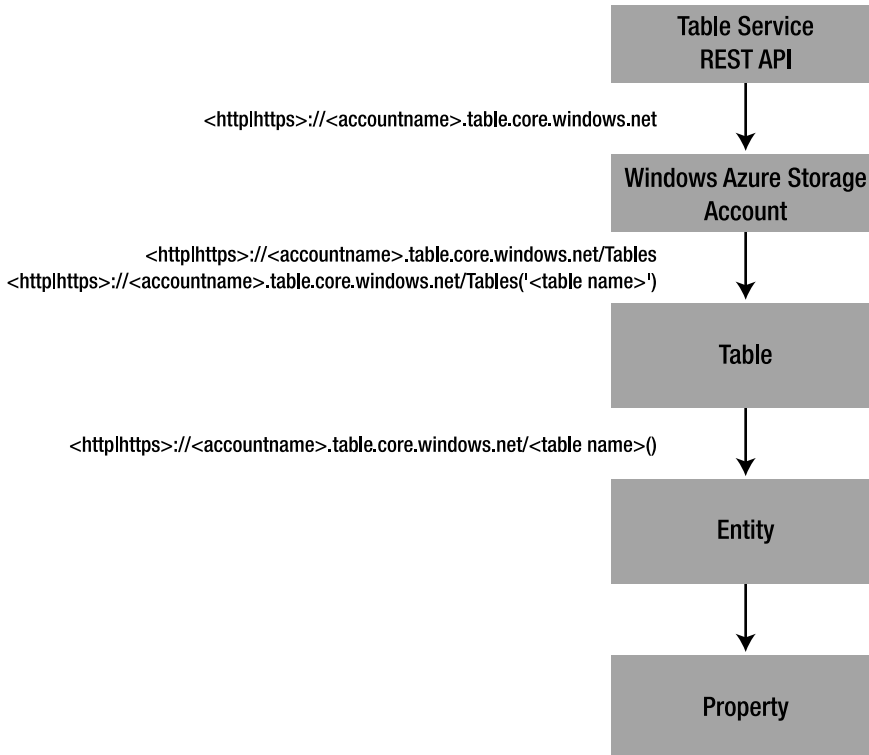 Table Service
REST API
<http|https>://<accountname>.table.core.windows.net
Windows Azure Storage
Account
<http|https>://<accountname>.table.core.windows.net/Tables
<http|https>://<accountname>.table.core.windows.net/Tables('<table name>')
Table
<http|https>://<accountname>.table.core.windows.net/<table name>()
Entity
Property